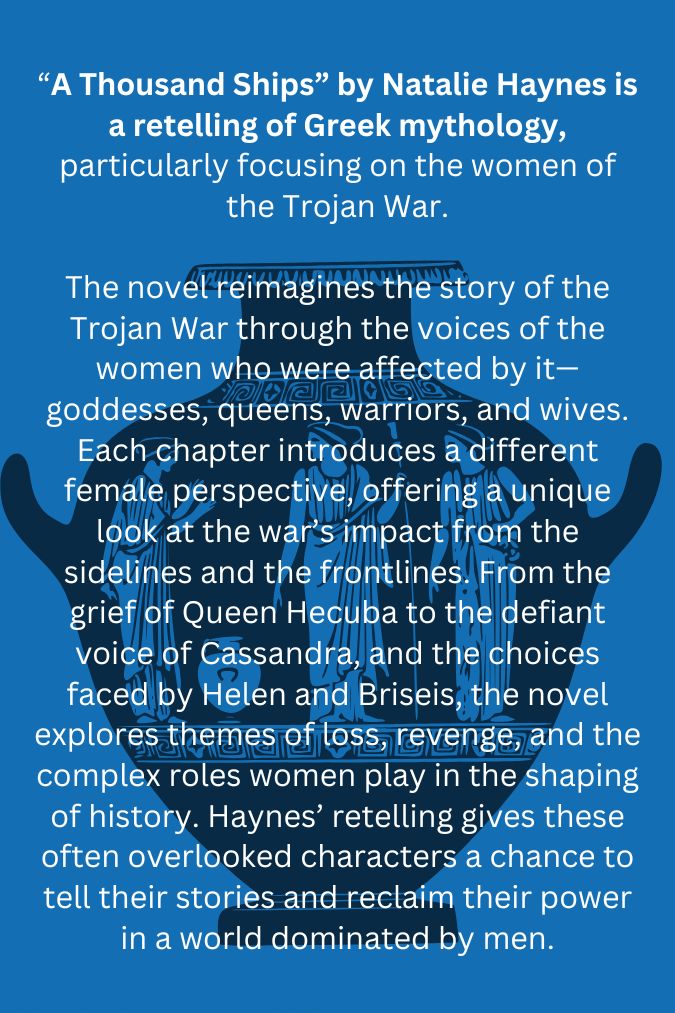 “A Thousand Ships” by Natalie Haynes is
a retelling of Greek mythology,
particularly focusing on the women of
the Trojan War.
The novel reimagines the story of the
Trojan War through the voices of the
women who were affected by it—
goddesses, queens, warriors, and wives.
Each chapter introduces a different
female perspective, offering a unique
look at the war’s impact from the
sidelines and the frontlines. From the
grief of Queen Hecuba to the defiant
voice of Cassandra, and the choices
faced by Helen and Briseis, the novel
explores themes of loss, revenge, and the
complex roles women play in the shaping
of history. Haynes’ retelling gives these
often overlooked characters a chance to
tell their stories and reclaim their power
in a world dominated by men.